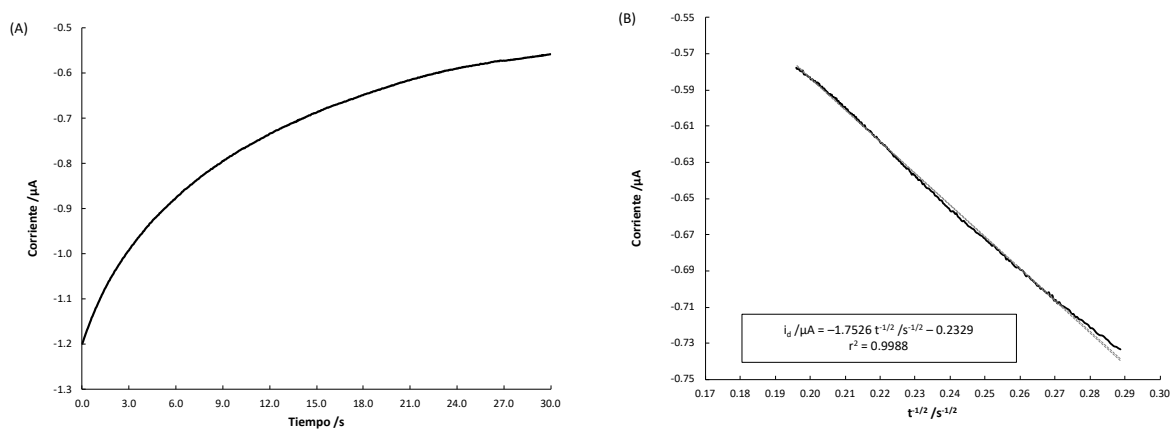 (A)
-0.5
-0.6
-0.7
-0.8
-0.9
-1.0
-1.1
-1.2
-1.3
Corriente /µA
0.0 3.0 6.0 9.0 12.0 15.0 18.0 21.0 24.0 27.0 30.0
Tiempo /s
(B)
-0.55
-0.57
-0.59
-0.61
-0.63
-0.65
-0.67
-0.69
-0.71
-0.73
-0.75
Corriente /µA
i_d /µA = –1.7526 t^-1/2 /s^-1/2 – 0.2329
r² = 0.9988
0.17 0.18 0.19 0.20 0.21 0.22 0.23 0.24 0.25 0.26 0.27 0.28 0.29 0.30
t^-1/2 /s^-1/2